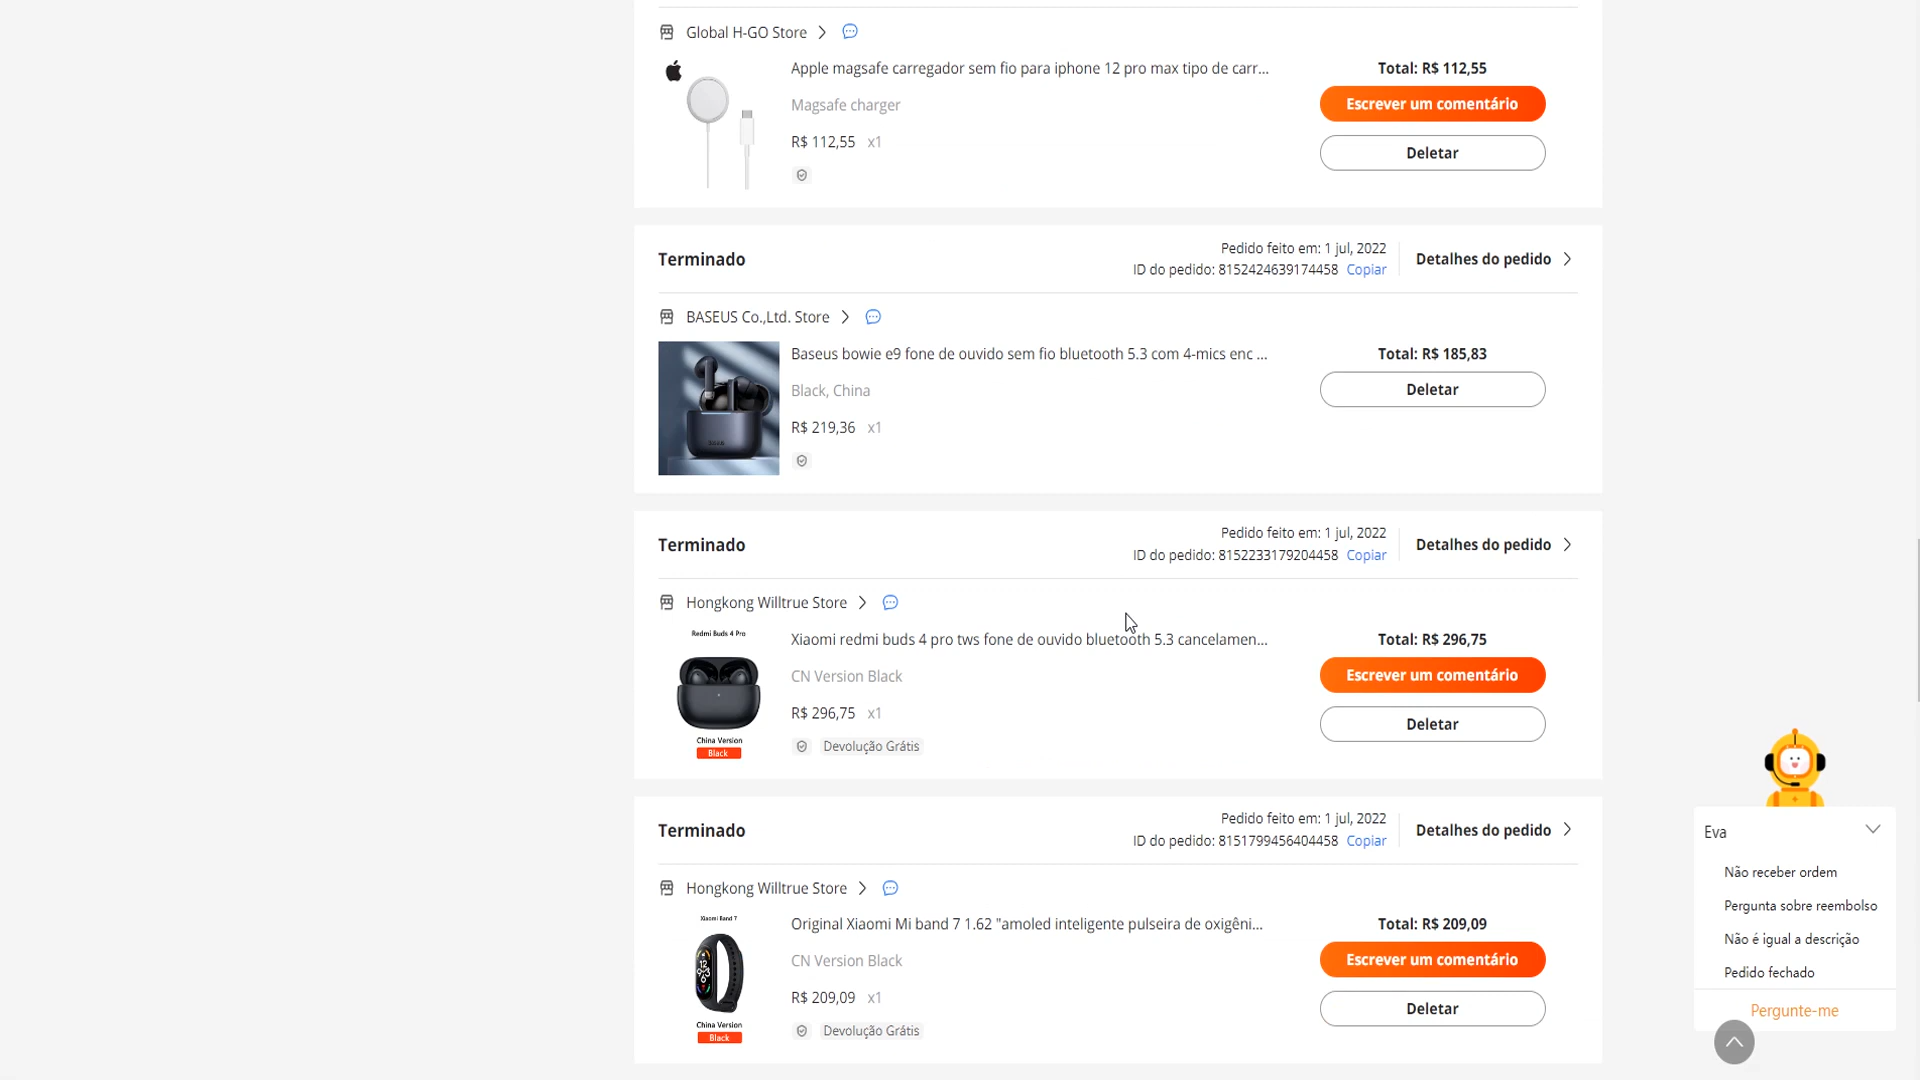 Global H-GO Store
Apple magsafe carregador sem fio para iphone 12 pro max tipo de carr...
Magsafe charger
R$ 112,55 x1
Total: R$ 112,55
Escrever um comentário
Deletar
Terminado
Pedido feito em: 1 jul, 2022
ID do pedido: 8152424639174458 Copiar
Detalhes do pedido
BASEUS Co.,Ltd. Store
Baseus bowie e9 fone de ouvido sem fio bluetooth 5.3 com 4-mics enc ...
Black, China
R$ 219,36 x1
Total: R$ 185,83
Deletar
Terminado
Pedido feito em: 1 jul, 2022
ID do pedido: 8152233179204458 Copiar
Detalhes do pedido
Hongkong Willtrue Store
Redmi Buds 4 Pro
China Version
Black
Xiaomi redmi buds 4 pro tws fone de ouvido bluetooth 5.3 cancelamen...
CN Version Black
R$ 296,75 x1
Devolução Grátis
Total: R$ 296,75
Escrever um comentário
Deletar
Terminado
Pedido feito em: 1 jul, 2022
ID do pedido: 8151799456404458 Copiar
Detalhes do pedido
Hongkong Willtrue Store
Xiaomi Band 7
China Version
Black
Original Xiaomi Mi band 7 1.62 "amoled inteligente pulseira de oxigêni...
CN Version Black
R$ 209,09 x1
Devolução Grátis
Total: R$ 209,09
Escrever um comentário
Deletar
Eva
Não receber ordem
Pergunta sobre reembolso
Não é igual a descrição
Pedido fechado
Pergunte-me